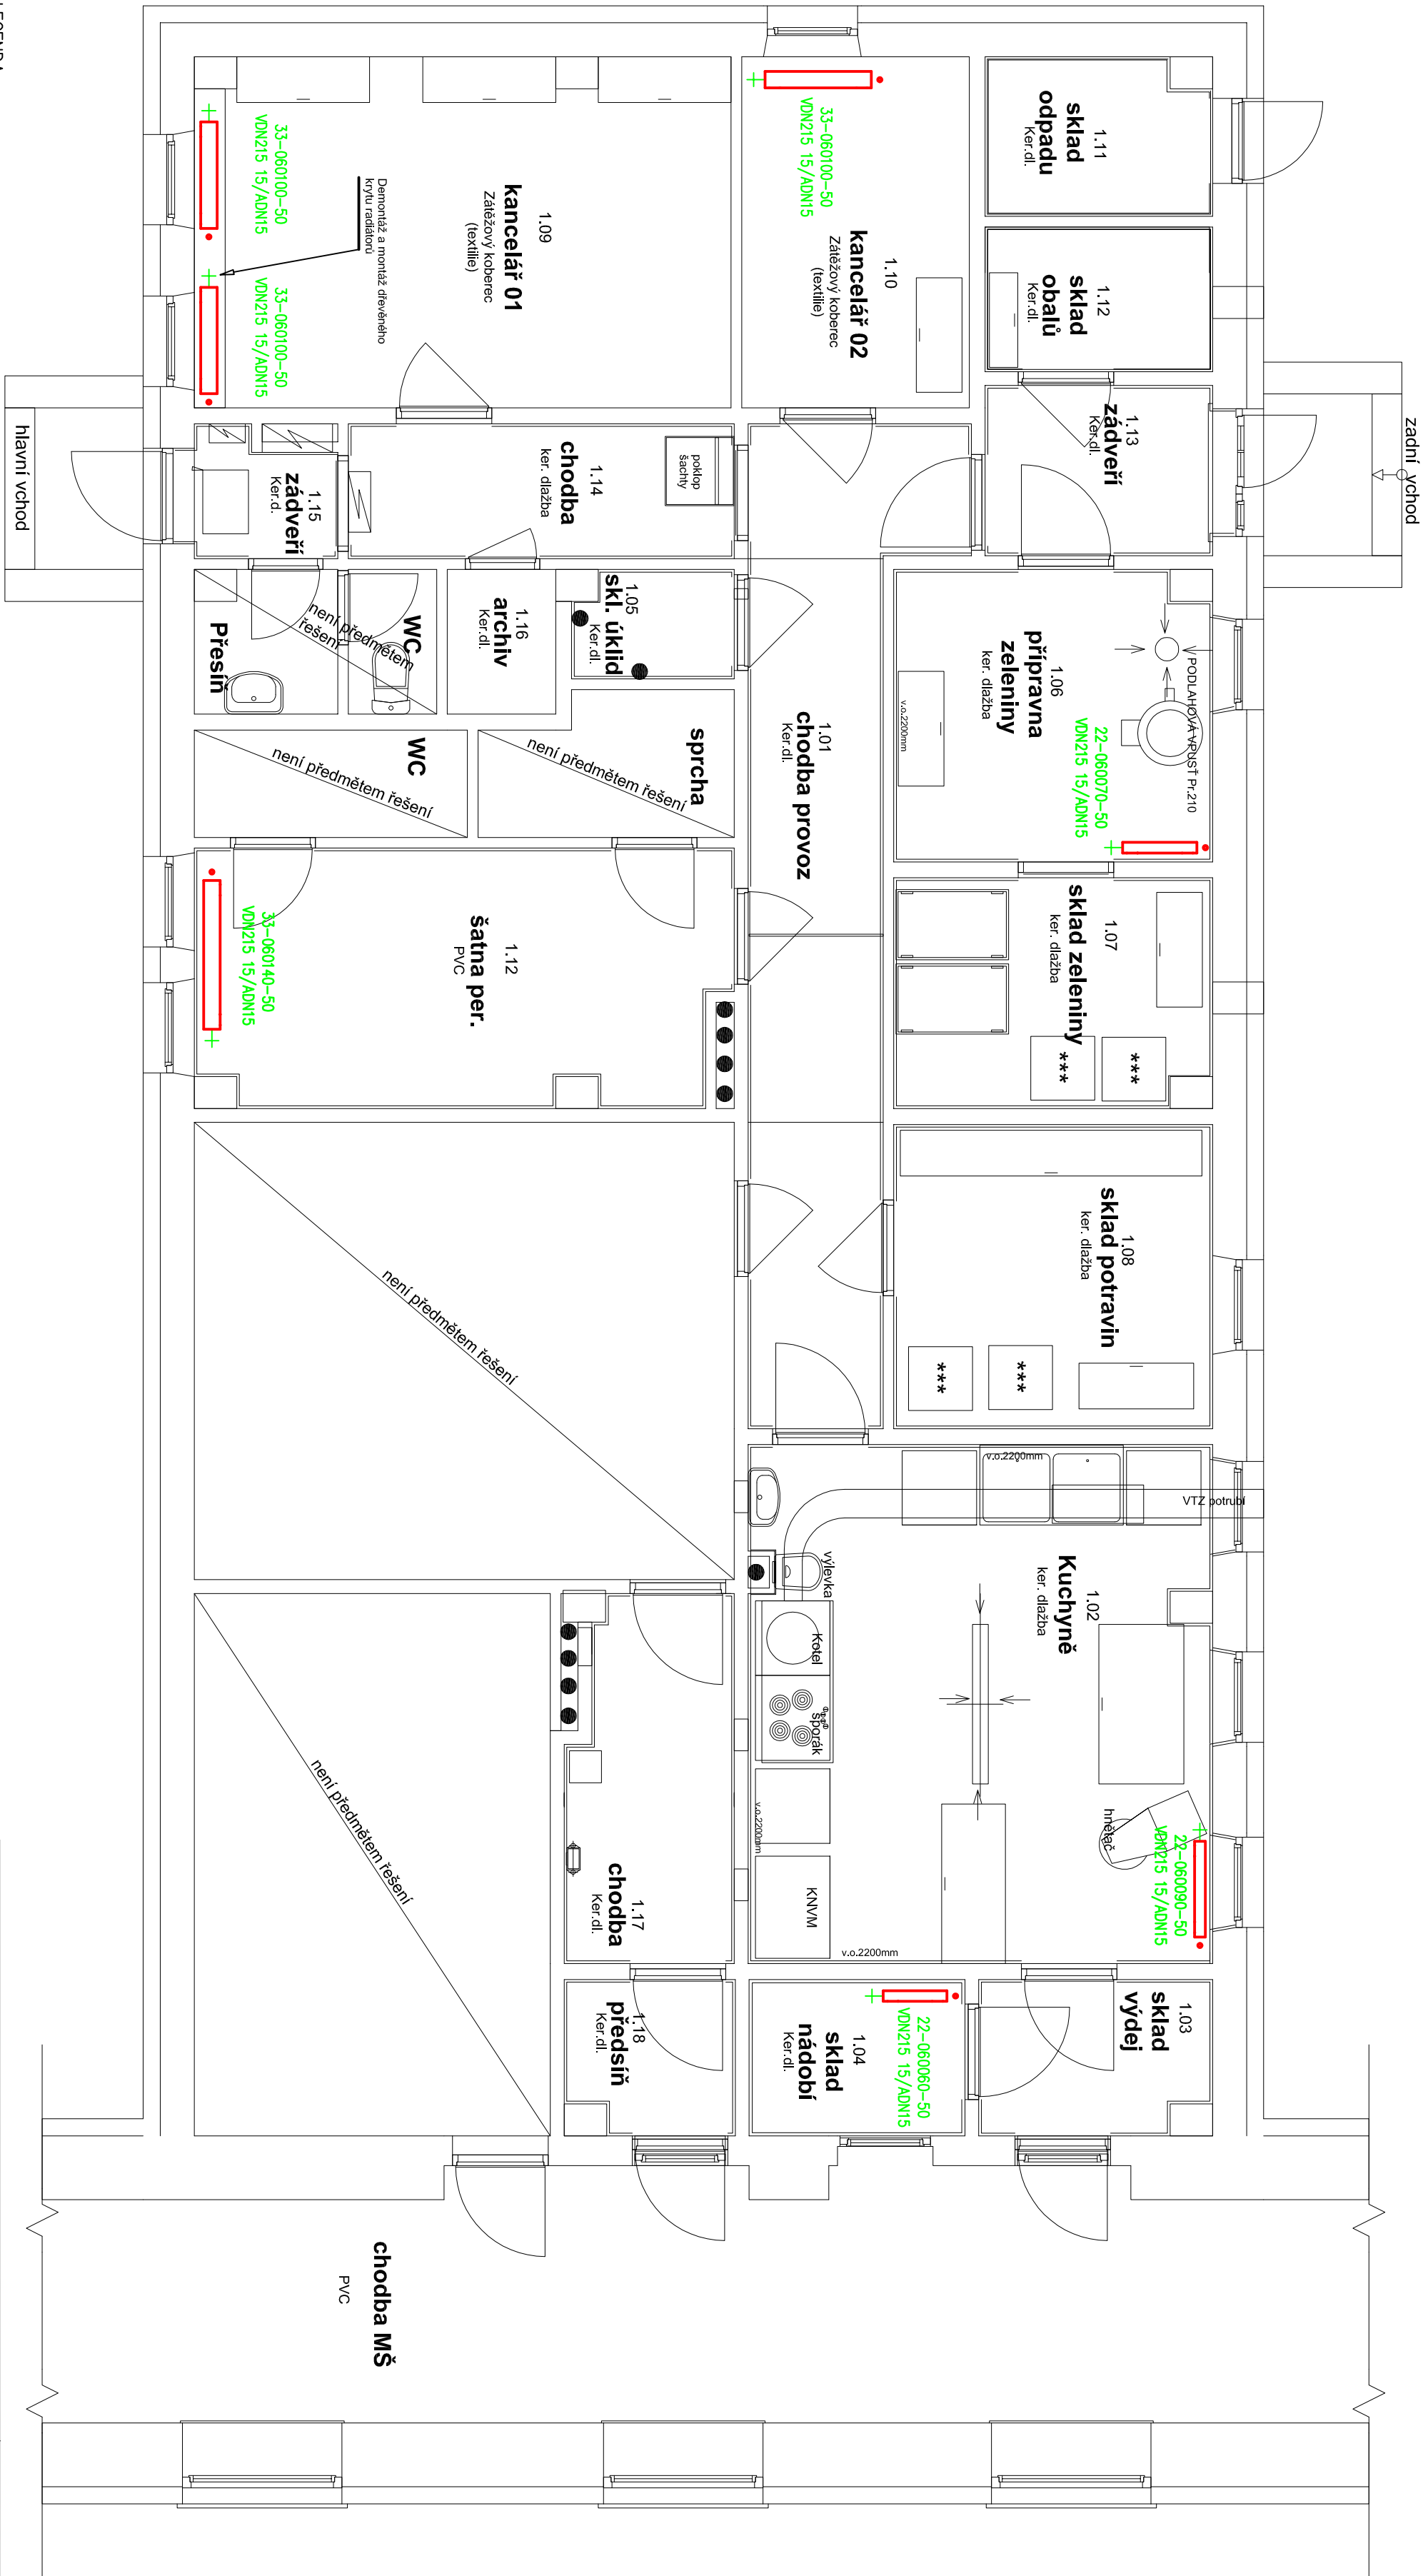 LEGENDA
zadní vchod
hlavní vchod
1.11
sklad
odpadu
Ker.dl.
1.12
sklad
obalů
Ker.dl.
1.13
zádveří
Ker.dl.
1.10
kancelář 02
Zátěžový koberec
(textilie)
33-060100-50
VDN215 15/ADN15
1.09
kancelář 01
Zátěžový koberec
(textilie)
Demontáž a montáž dřevěného
krytu radiátorů
33-060100-50
VDN215 15/ADN15
33-060100-50
VDN215 15/ADN15
poklop
šachty
1.14
chodba
ker. dlažba
1.15
zádveří
Ker.d.
1.06
přípravna
zeleniny
ker. dlažba
PODLAHOVÁ VPUSŤ Pr.210
22-060070-50
VDN215 15/ADN15
v.o.2200mm
1.05
skl. úklid
Ker.dl.
1.16
archiv
Ker.dl.
WC
není předmětem
řešení
Přesíň
1.01
chodba provoz
Ker.dl.
sprcha
není předmětem řešení
WC
není předmětem řešení
1.07
sklad zeleniny
ker. dlažba
***
***
1.12
šatna per.
PVC
33-060140-50
VDN215 15/ADN15
1.08
sklad potravin
ker. dlažba
***
***
není předmětem řešení
v.o.2200mm
VTZ potrubí
1.02
Kuchyně
ker. dlažba
výlevka
Kotel
sporák
hnětač
22-060090-50
VDN215 15/ADN15
v.o.2200mm
KNVM
v.o.2200mm
není předmětem řešení
1.17
chodba
Ker.dl.
1.03
sklad
výdej
1.04
sklad
nádobí
Ker.dl.
22-060060-50
VDN215 15/ADN15
1.18
předsíň
Ker.dl.
chodba MŠ
PVC